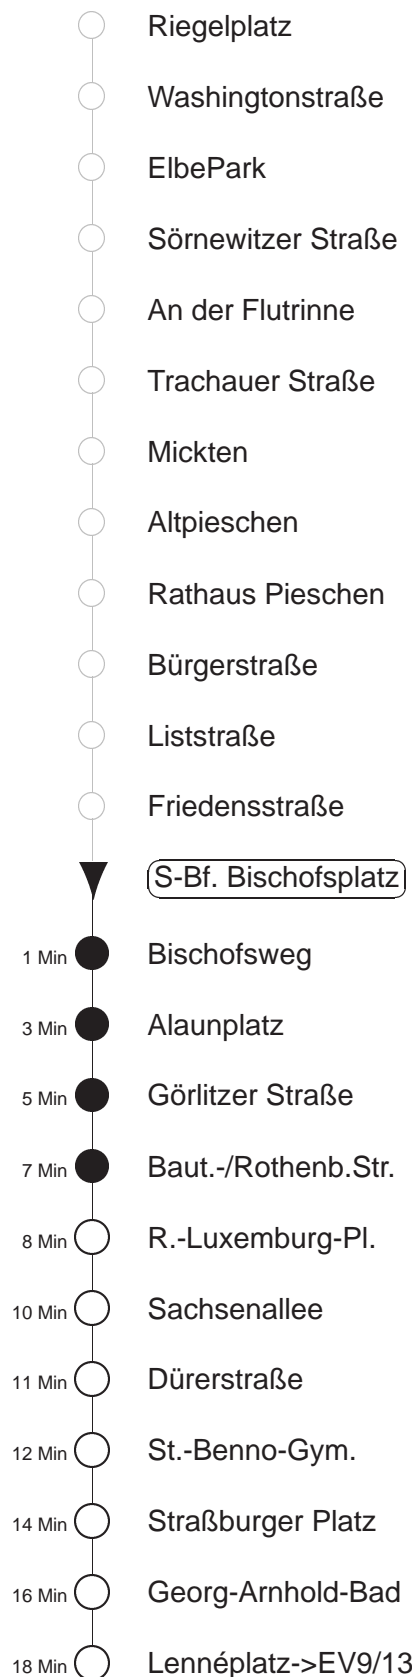 Riegelplatz
Washingtonstraße
ElbePark
Sörnewitzer Straße
An der Flutrinne
Trachauer Straße
Mickten
Altpieschen
Rathaus Pieschen
Bürgerstraße
Liststraße
Friedensstraße
S-Bf. Bischofsplatz
1 Min Bischofsweg
3 Min Alaunplatz
5 Min Görlitzer Straße
7 Min Baut.-/Rothenb.Str.
8 Min R.-Luxemburg-Pl.
10 Min Sachsenallee
11 Min Dürerstraße
12 Min St.-Benno-Gym.
14 Min Straßburger Platz
16 Min Georg-Arnhold-Bad
18 Min Lennéplatz->EV9/13